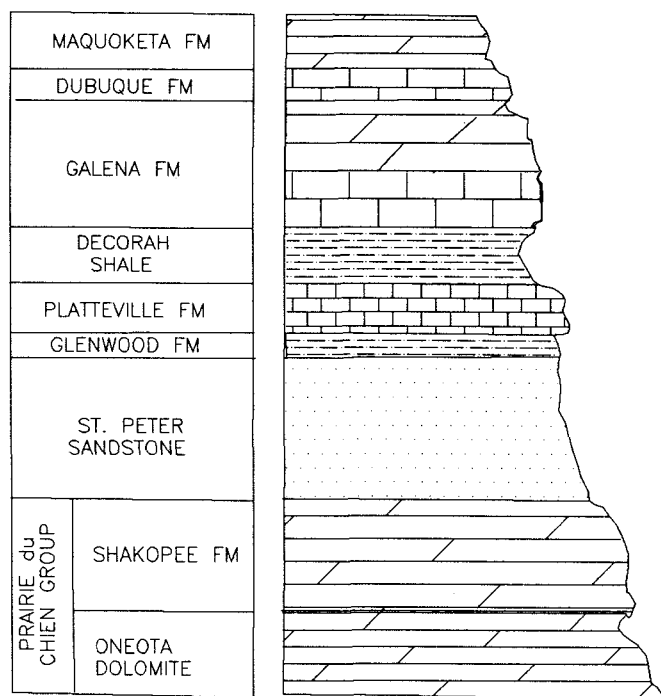 MAQUOKETA FM
DUBUQUE FM
GALENA FM
DECORAH
SHALE
PLATTEVILLE FM
GLENWOOD FM
ST. PETER
SANDSTONE
PRAIRIE du
CHIEN GROUP
SHAKOPEE FM
ONEOTA
DOLOMITE